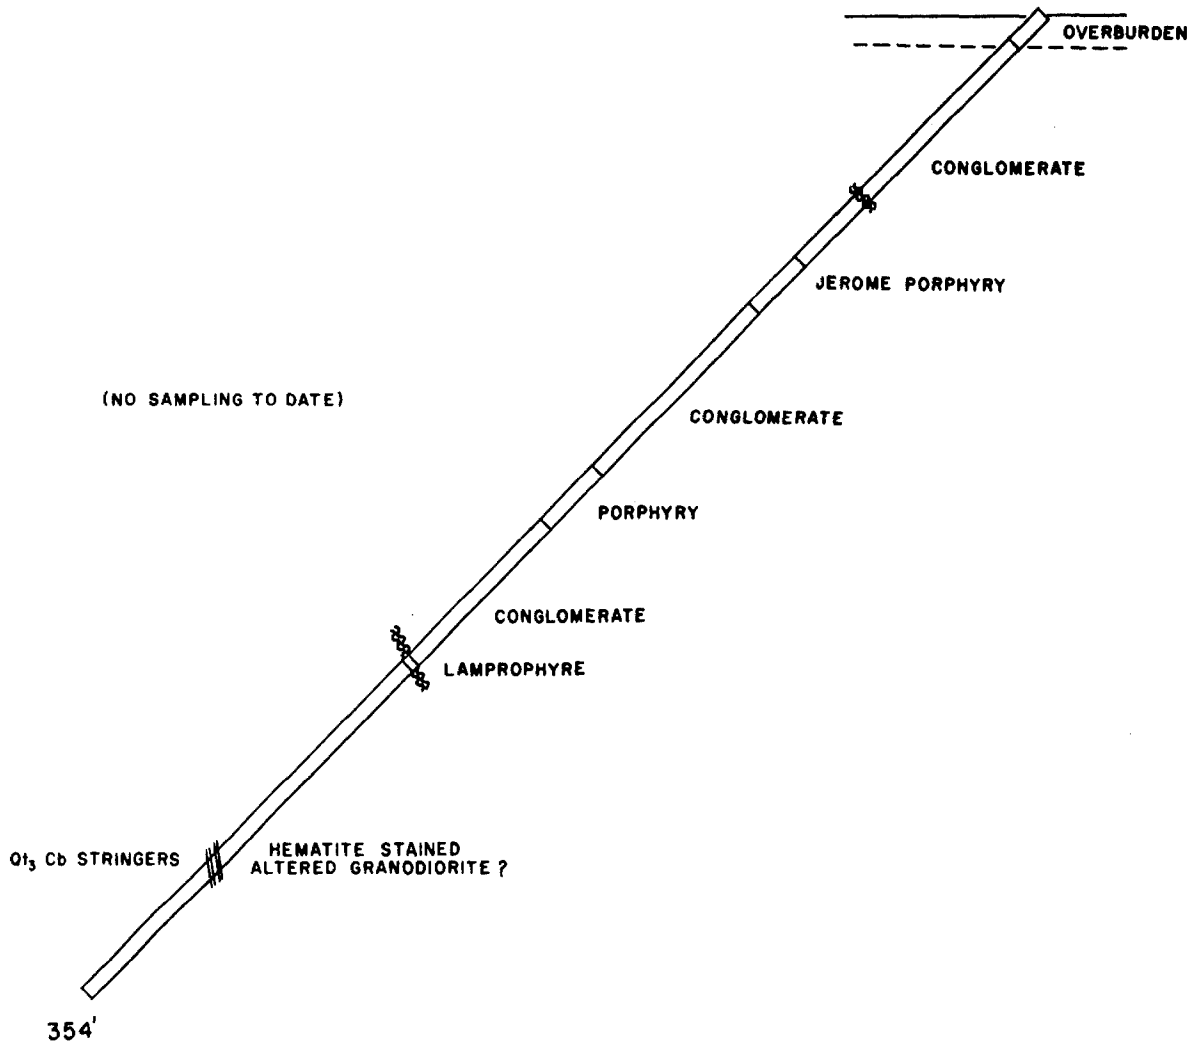 OVERBURDEN
CONGLOMERATE
JEROME PORPHYRY
(NO SAMPLING TO DATE)
CONGLOMERATE
PORPHYRY
CONGLOMERATE
LAMPROPHYRE
Qt₃ Cb STRINGERS
HEMATITE STAINED
ALTERED GRANODIORITE ?
354'